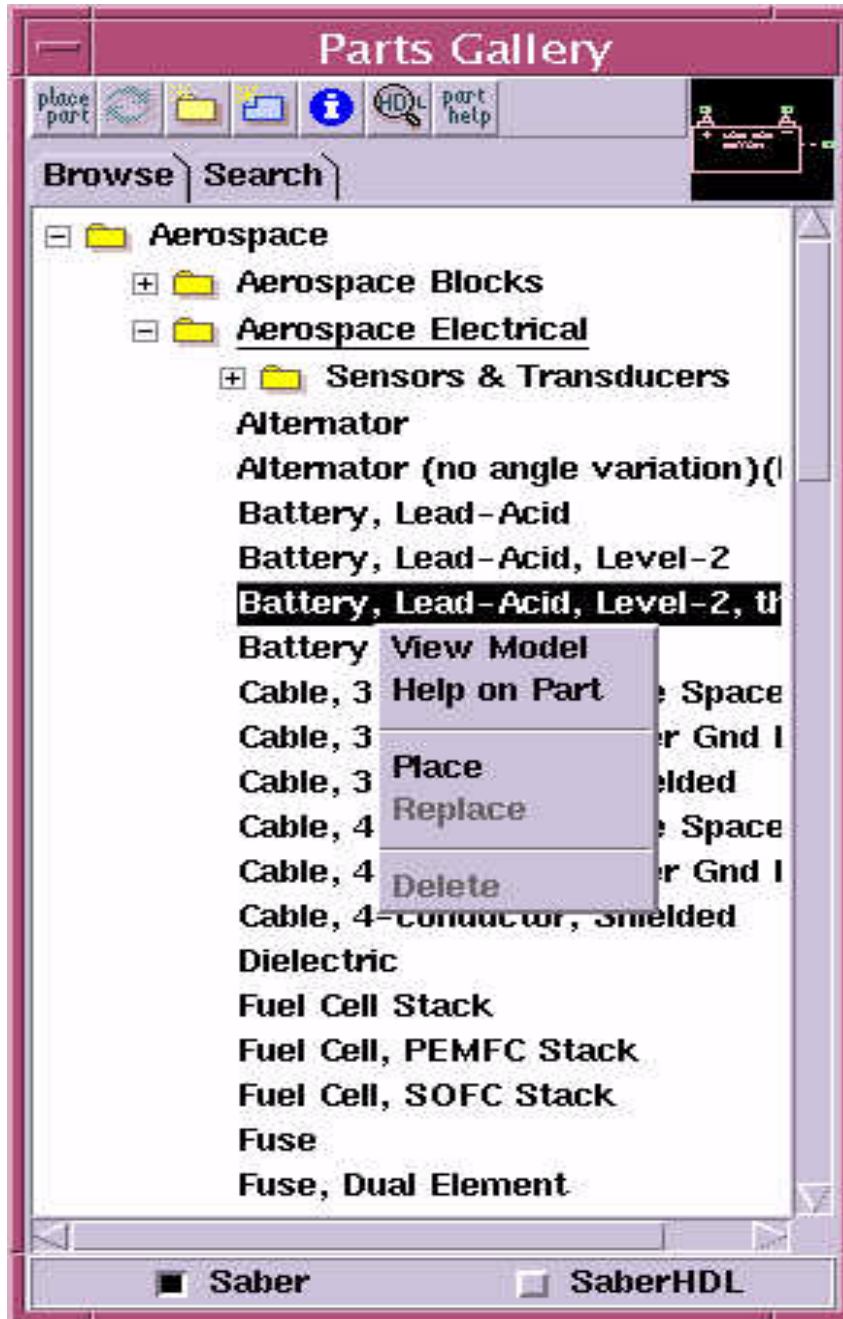 Parts Gallery
place part HDL part help
Browse Search
Aerospace
Aerospace Blocks
Aerospace Electrical
Sensors & Transducers
Alternator
Alternator (no angle variation)(
Battery, Lead-Acid
Battery, Lead-Acid, Level-2
Battery, Lead-Acid, Level-2, th
Battery View Model
Cable, 3 Help on Part Space
Cable, 3 r Gnd
Cable, 3 Place elded
Cable, 4 Replace Space
Cable, 4 r Gnd
Delete
Cable, 4-conductor, Shielded
Dielectric
Fuel Cell Stack
Fuel Cell, PEMFC Stack
Fuel Cell, SOFC Stack
Fuse
Fuse, Dual Element
Saber SaberHDL